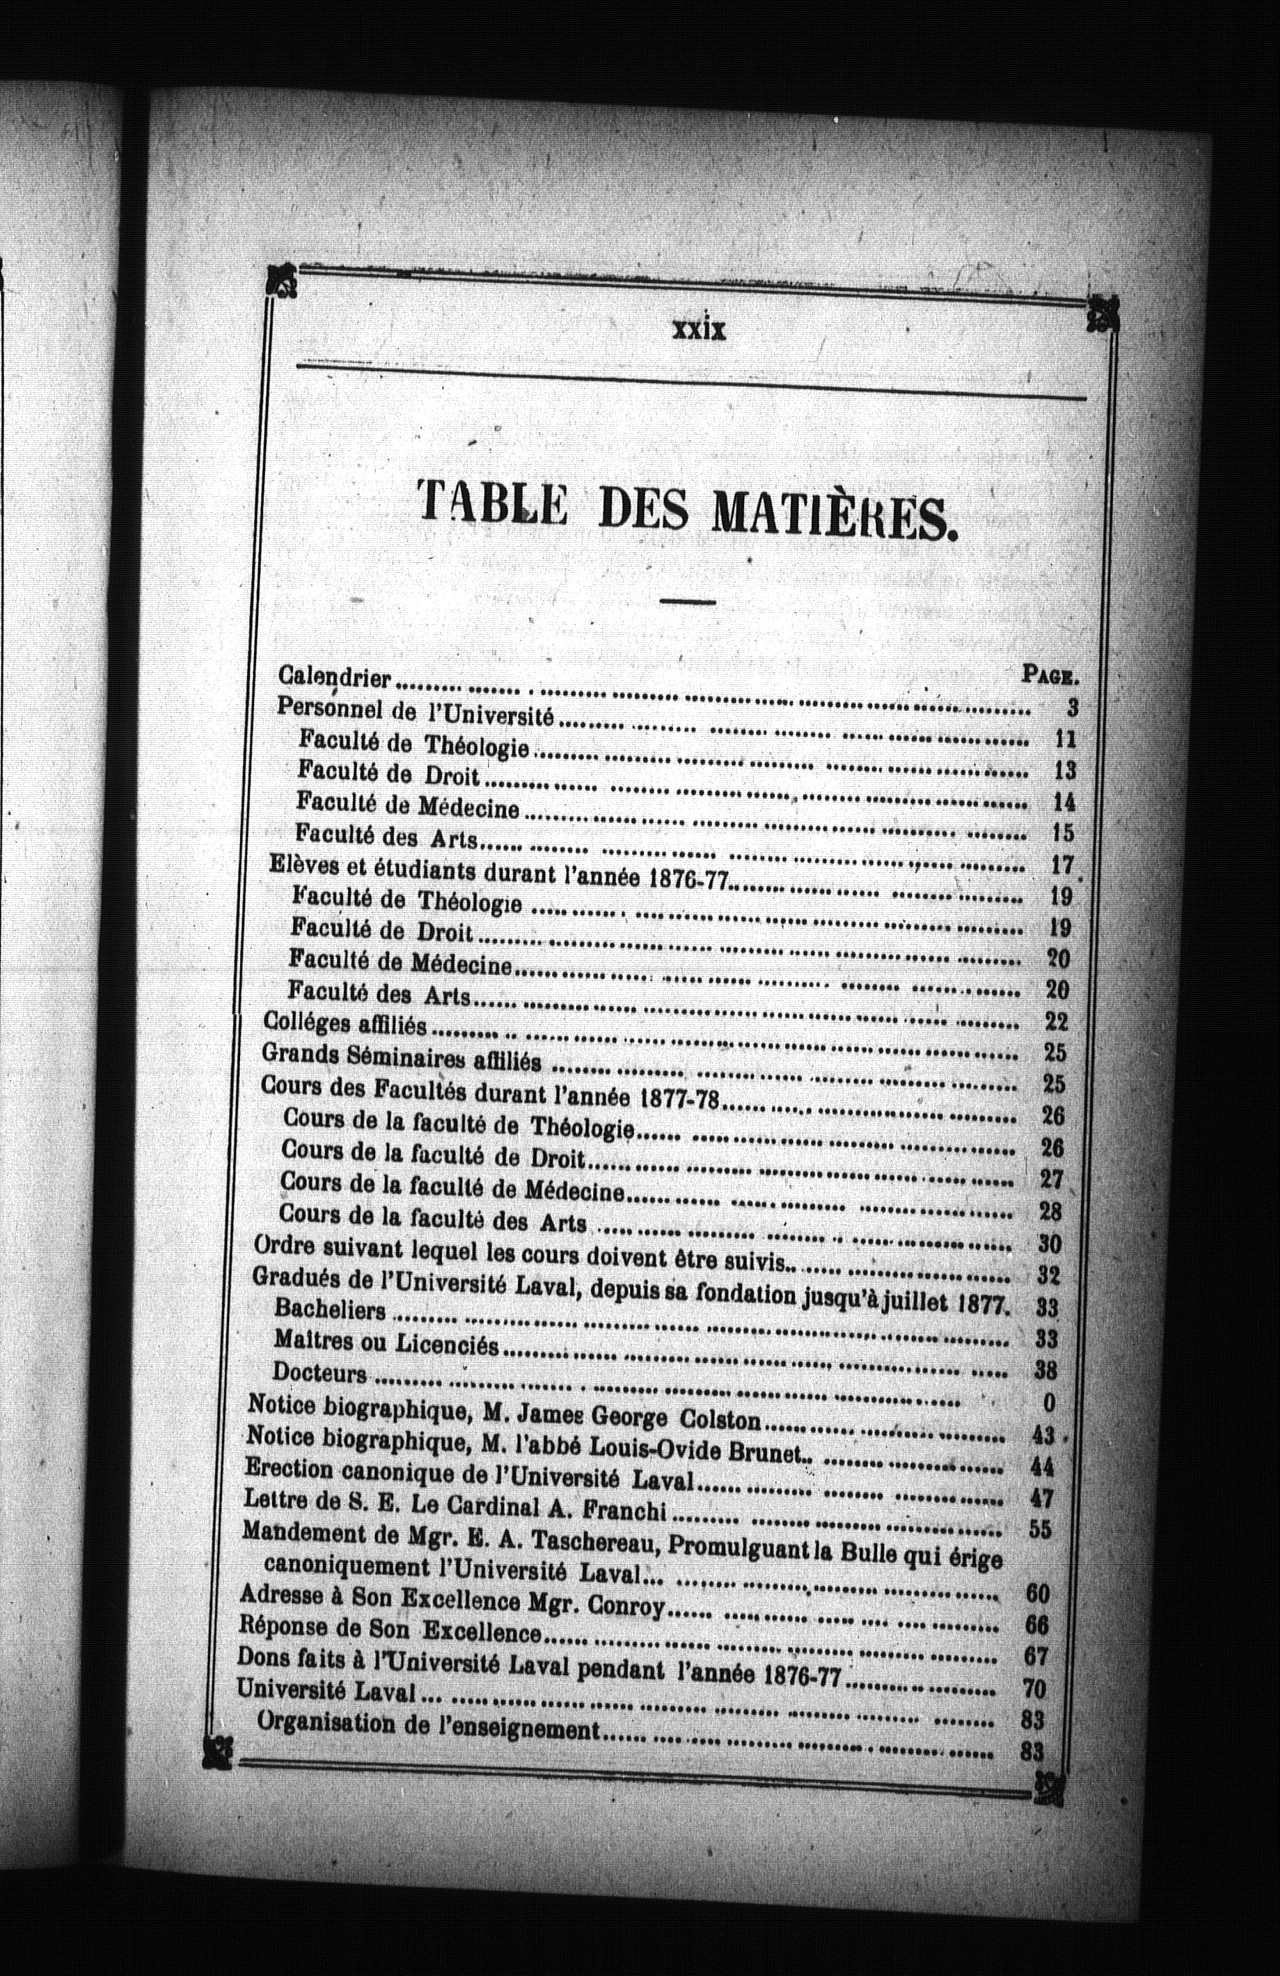 xxix
TABLE DES MATIÈRES.
PAGE.
Calendrier 3
Personnel de l'Université 11
Faculté de Théologie 13
Faculté de Droit 14
Faculté de Médecine 15
Faculté des Arts 17
Elèves et étudiants durant l'année 1876-77 19
Faculté de Théologie 19
Faculté de Droit 20
Faculté de Médecine 20
Faculté des Arts 22
Colléges affiliés 25
Grands Séminaires affiliés 25
Cours des Facultés durant l'année 1877-78 26
Cours de la faculté de Théologie 26
Cours de la faculté de Droit 27
Cours de la faculté de Médecine 28
Cours de la faculté des Arts 30
Ordre suivant lequel les cours doivent être suivis 32
Gradués de l'Université Laval, depuis sa fondation jusqu'à juillet 1877. 33
Bacheliers 33
Maîtres ou Licenciés 38
Docteurs 0
Notice biographique, M. James George Colston 43
Notice biographique, M. l'abbé Louis-Ovide Brunet 44
Erection canonique de l'Université Laval 47
Lettre de S. E. Le Cardinal A. Franchi 55
Mandement de Mgr. E. A. Taschereau, Promulguant la Bulle qui érige
canoniquement l'Université Laval 60
Adresse à Son Excellence Mgr. Conroy 66
Réponse de Son Excellence 67
Dons faits à l'Université Laval pendant l'année 1876-77 70
Université Laval 83
Organisation de l'enseignement 83